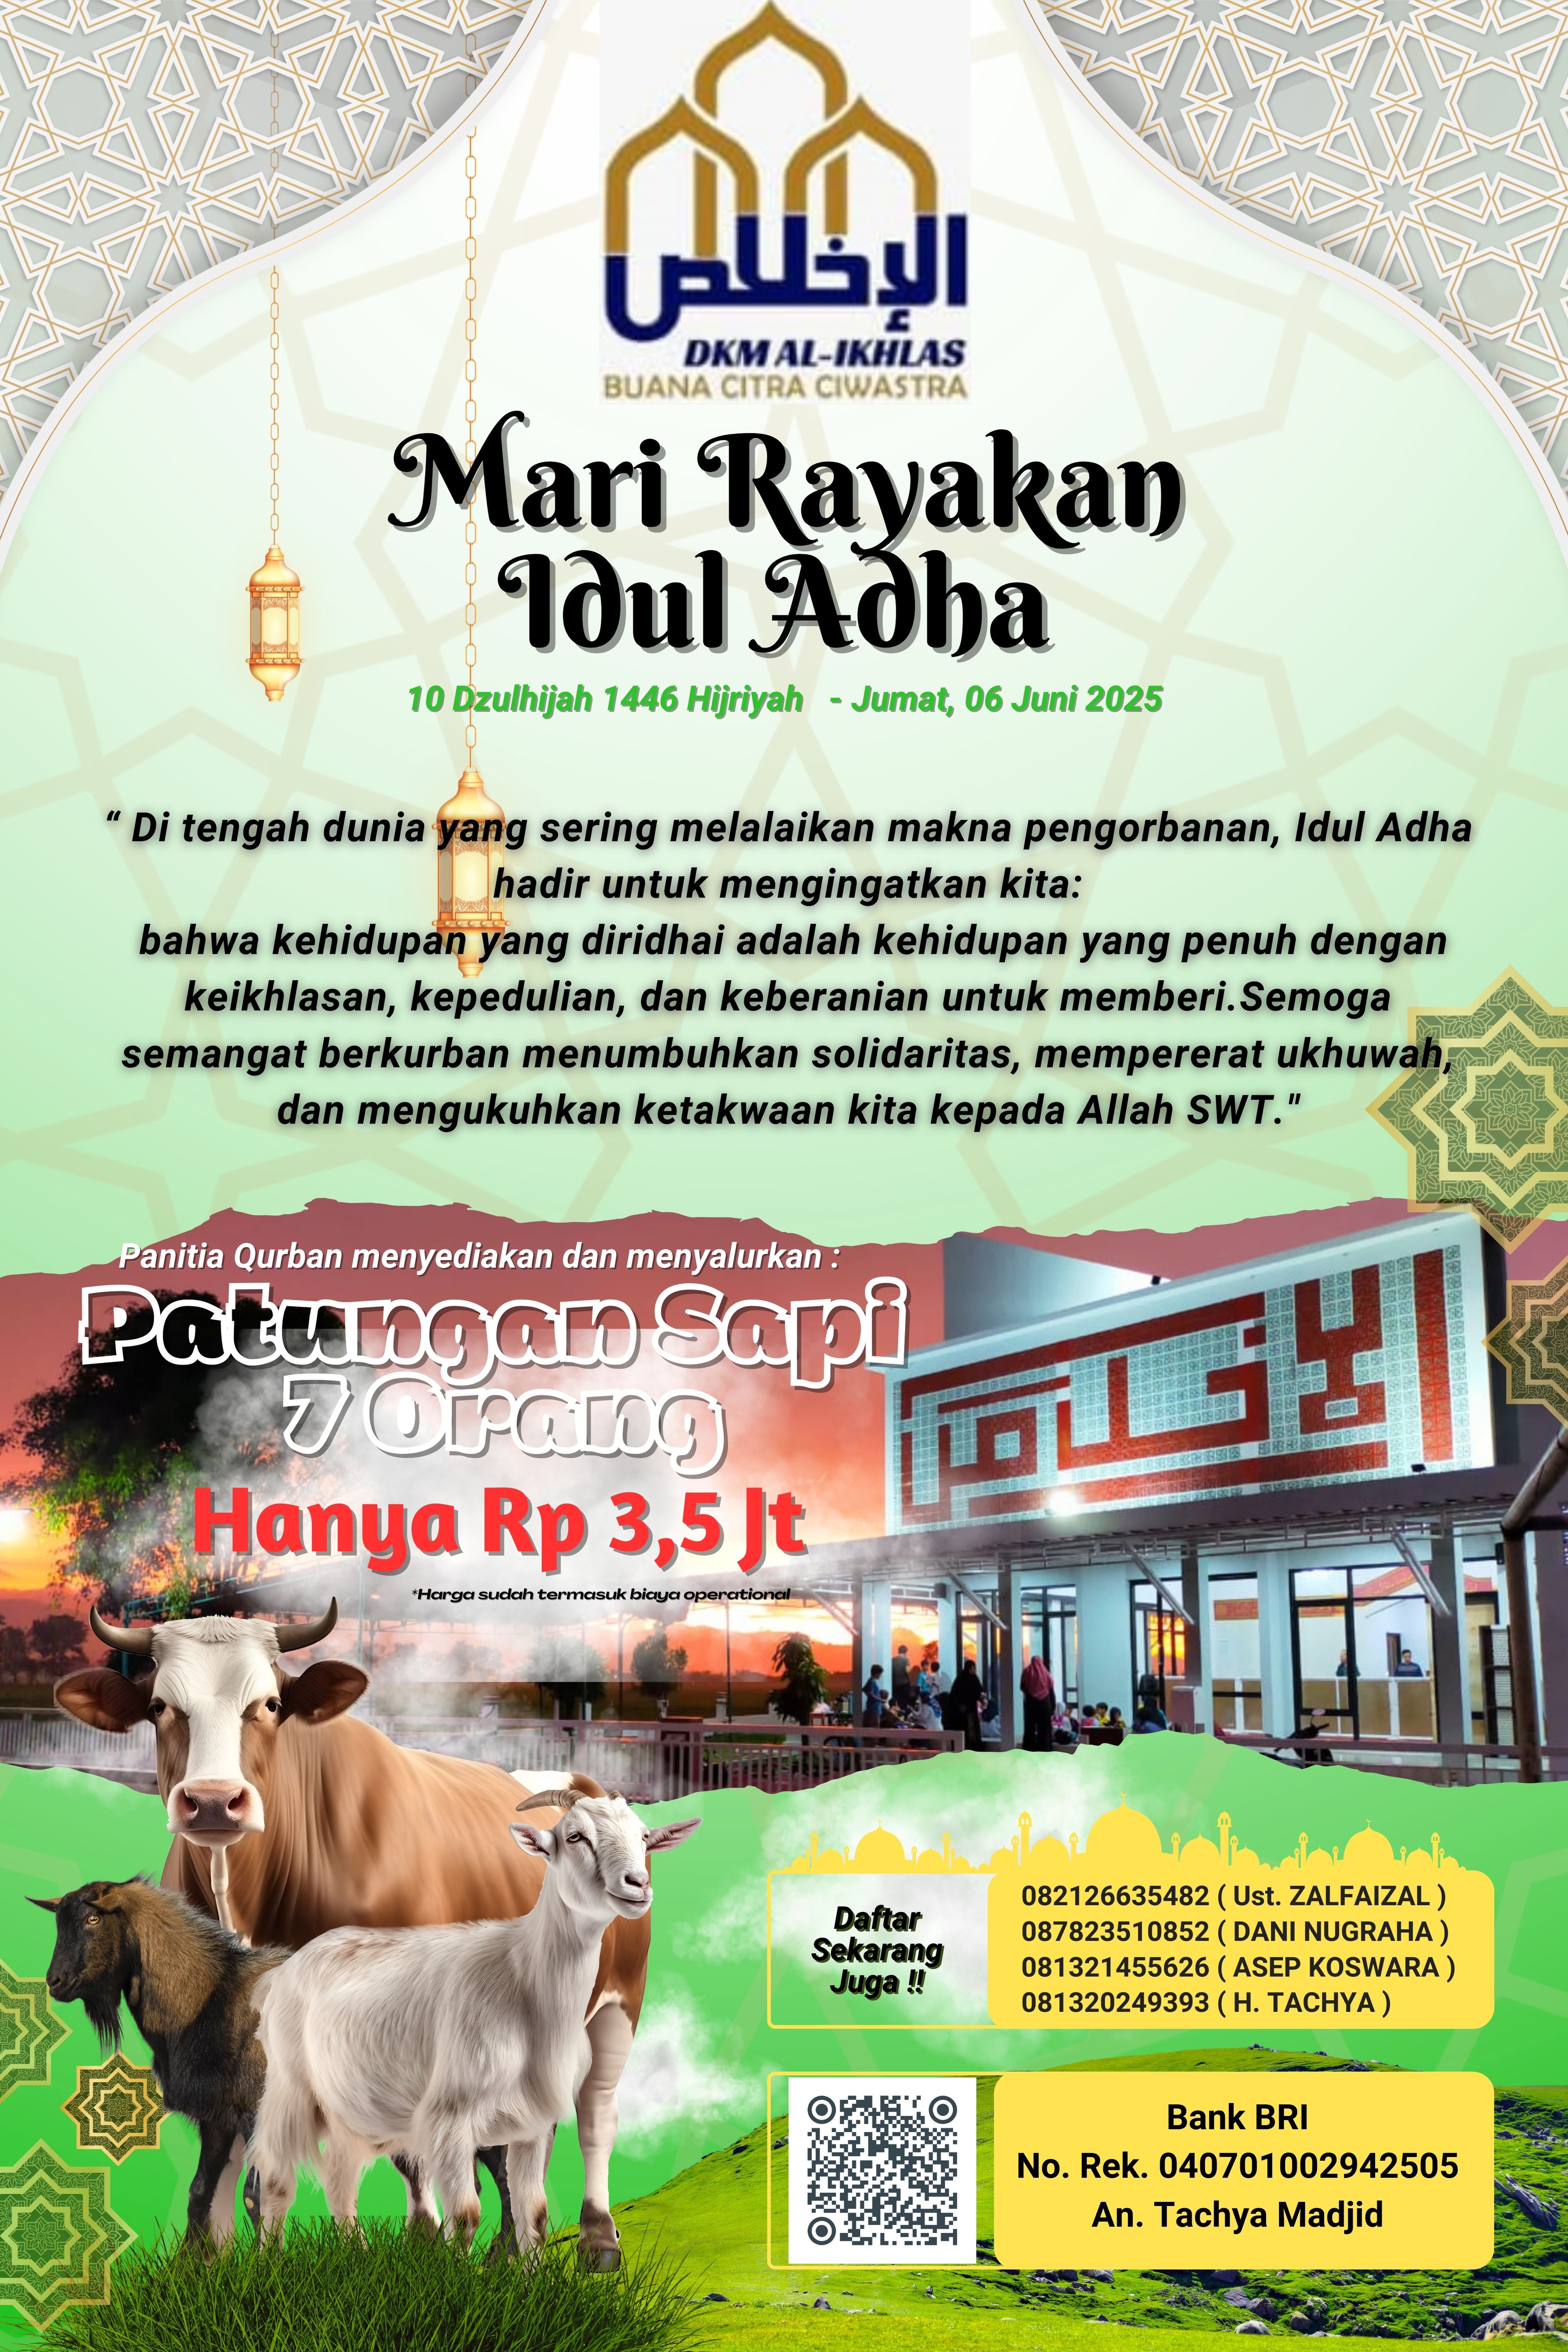 الإخلاص
DKM AL-IKHLAS
BUANA CITRA CIWASTRA
Mari Rayakan
Idul Adha
10 Dzulhijah 1446 Hijriyah - Jumat, 06 Juni 2025
“ Di tengah dunia yang sering melalaikan makna pengorbanan, Idul Adha
hadir untuk mengingatkan kita:
bahwa kehidupan yang diridhai adalah kehidupan yang penuh dengan
keikhlasan, kepedulian, dan keberanian untuk memberi.Semoga
semangat berkurban menumbuhkan solidaritas, mempererat ukhuwah,
dan mengukuhkan ketakwaan kita kepada Allah SWT."
Panitia Qurban menyediakan dan menyalurkan :
Patungan Sapi
7 Orang
Hanya Rp 3,5 Jt
*Harga sudah termasuk biaya operational
الإخلاص
Daftar
Sekarang
Juga !!
082126635482 ( Ust. ZALFAIZAL )
087823510852 ( DANI NUGRAHA )
081321455626 ( ASEP KOSWARA )
081320249393 ( H. TACHYA )
Bank BRI
No. Rek. 040701002942505
An. Tachya Madjid